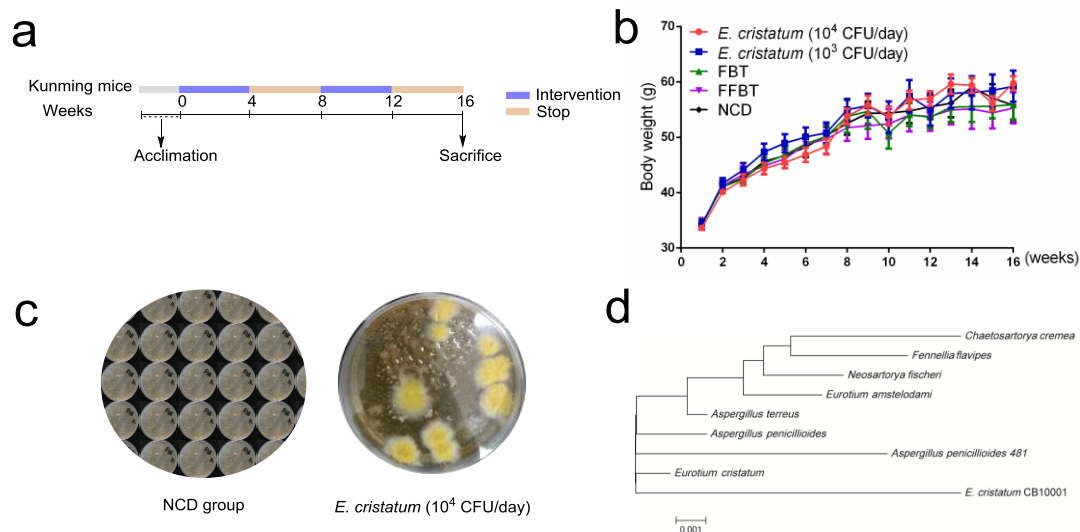 a
Kunming mice
Weeks
0
4
8
12
16
Acclimation
Sacrifice
Intervention
Stop
b
Body weight (g)
70
60
50
40
30
0
2
4
6
8
10
12
14
16
(weeks)
E. cristatum (10⁴ CFU/day)
E. cristatum (10³ CFU/day)
FBT
FFBT
NCD
c
NCD group
E. cristatum (10⁴ CFU/day)
d
Chaetosartorya cremea
Fennellia flavipes
Neosartorya fischeri
Eurotium amstelodami
Aspergillus terreus
Aspergillus penicillioides
Aspergillus penicillioides 481
Eurotium cristatum
E. cristatum CB10001
0.001